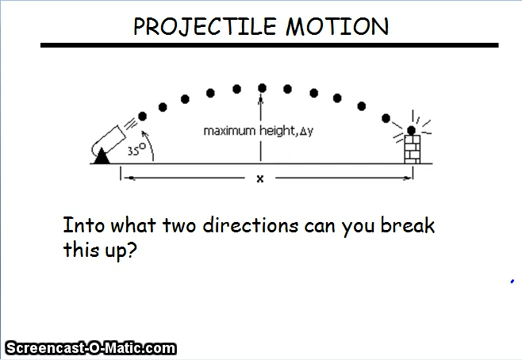 PROJECTILE MOTION
maximum height, Δy
35°
x
Into what two directions can you break
this up?
Screencast-O-Matic.com